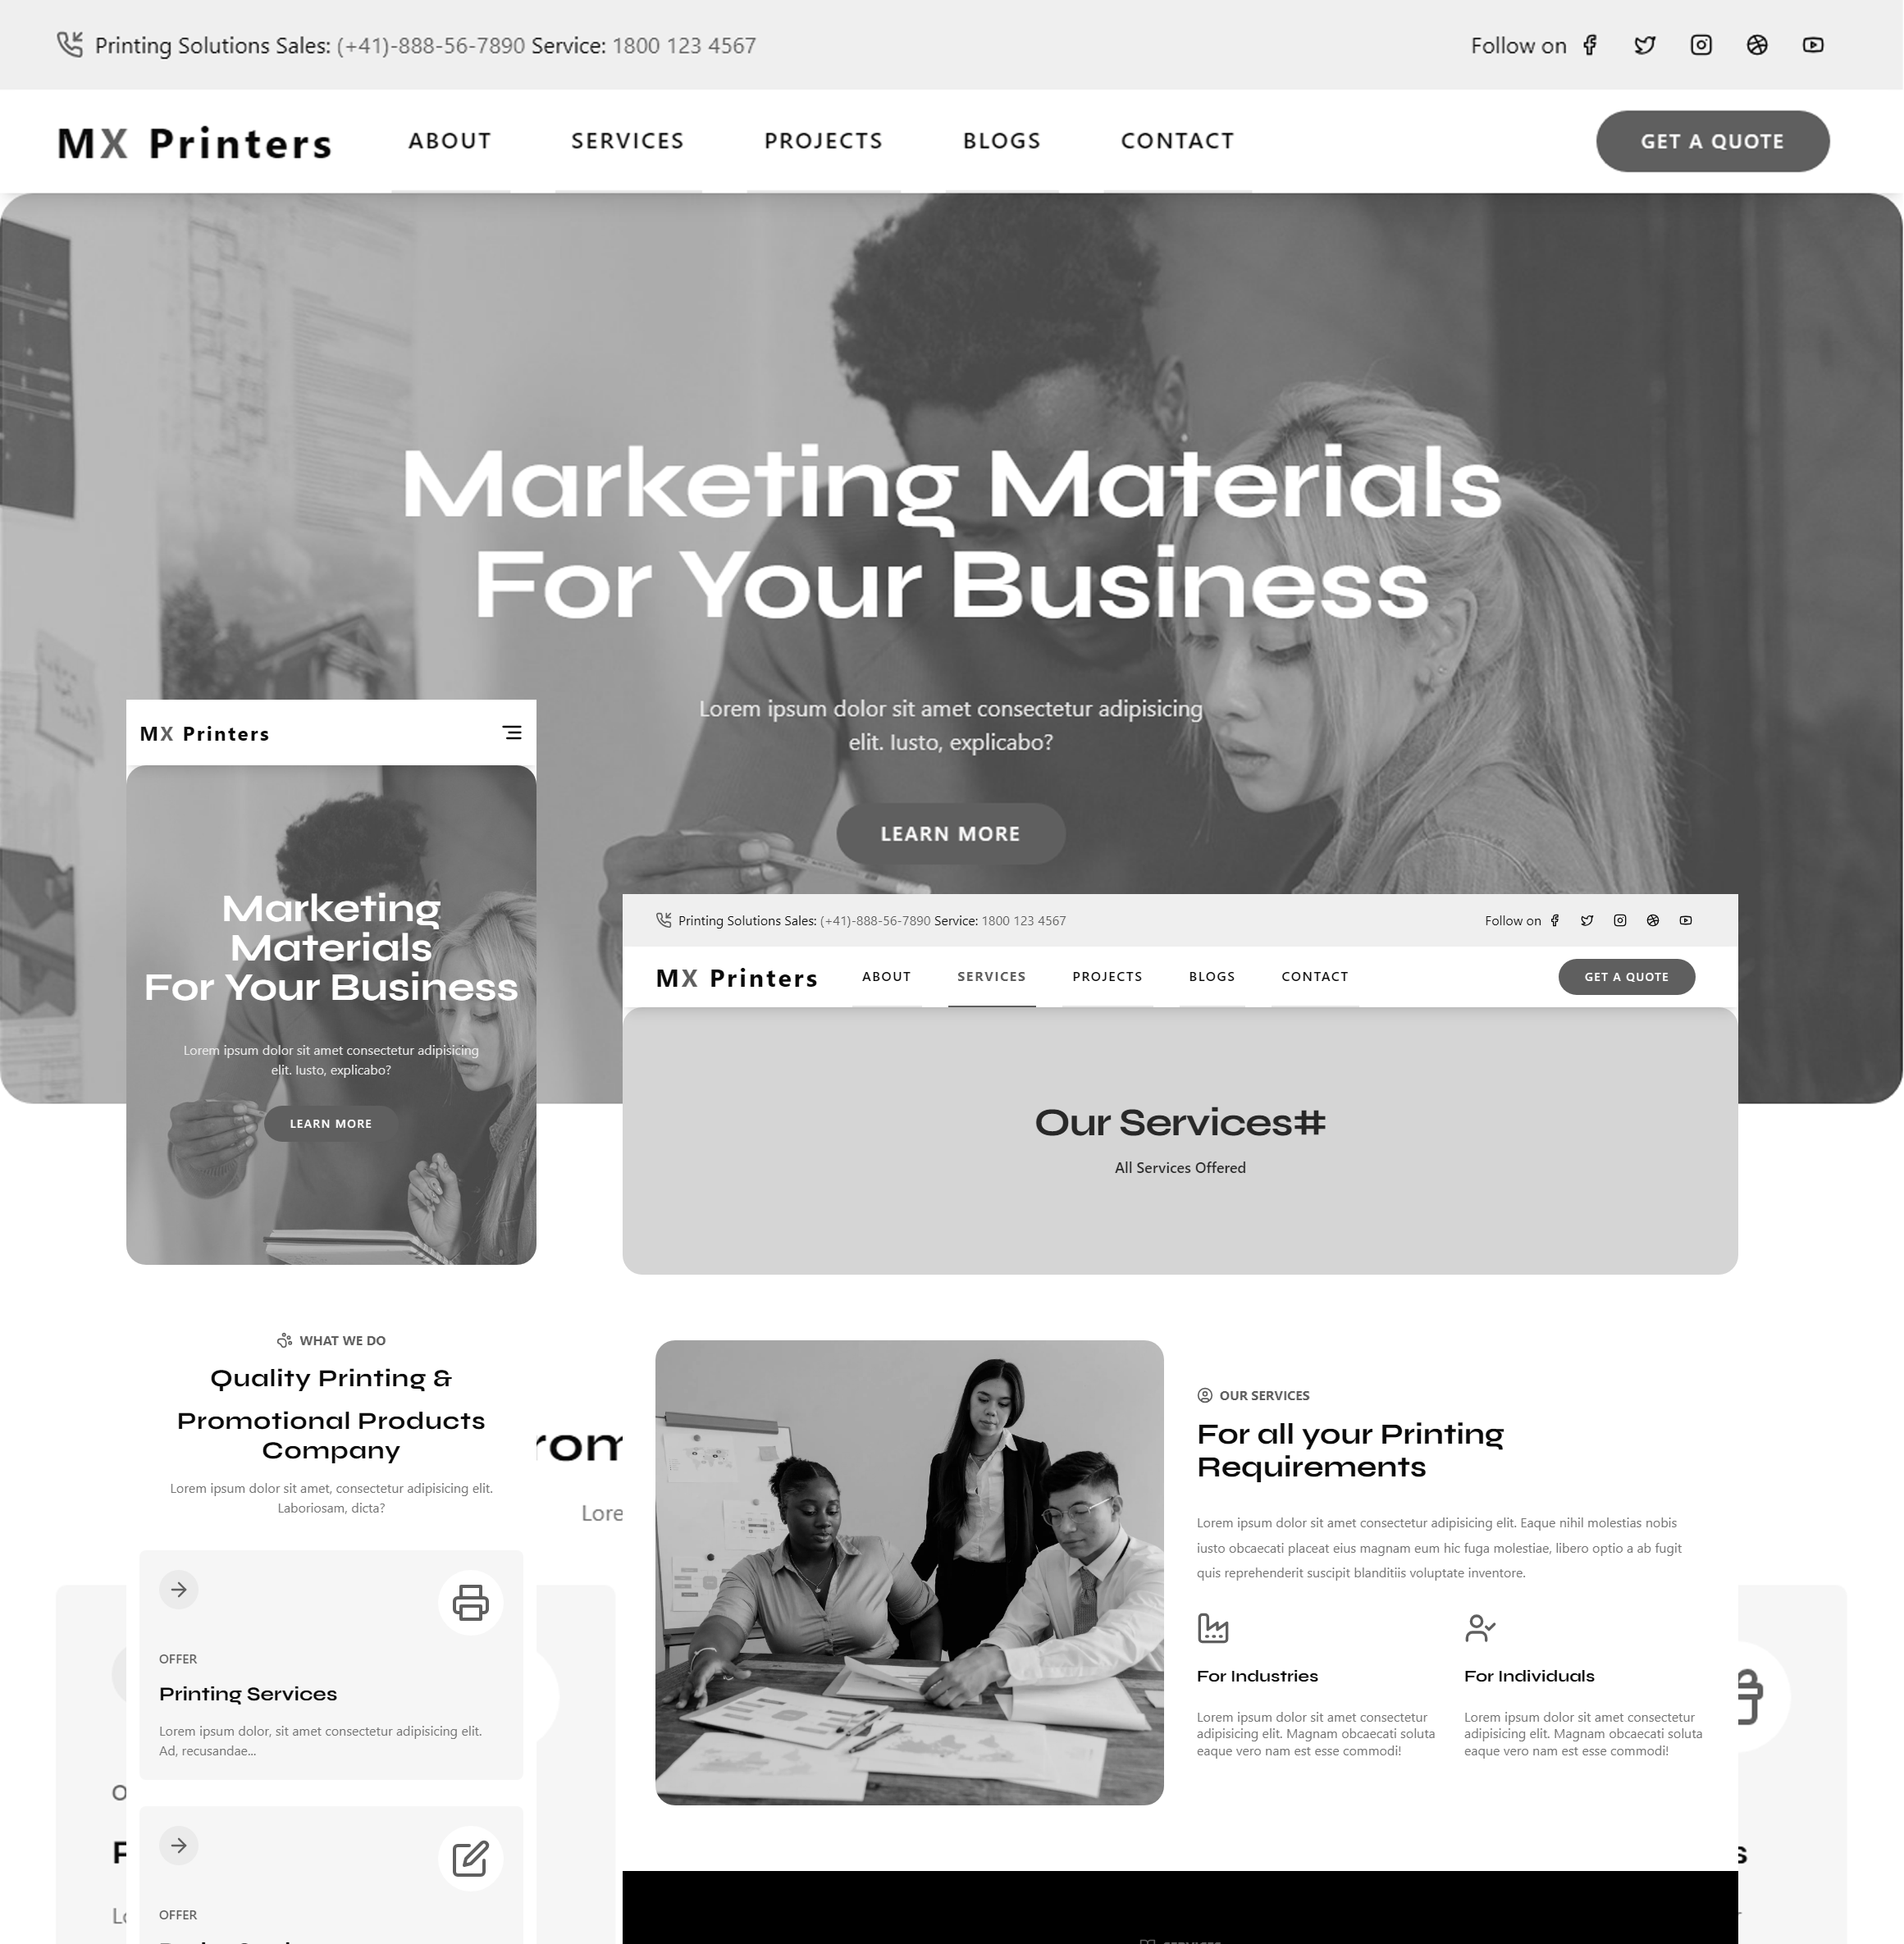 Printing Solutions Sales: (+41)-888-56-7890 Service: 1800 123 4567
Follow on
MX Printers
ABOUT
SERVICES
PROJECTS
BLOGS
CONTACT
GET A QUOTE
Marketing Materials
For Your Business
Lorem ipsum dolor sit amet consectetur adipisicing
elit. Iusto, explicabo?
LEARN MORE
MX Printers
Marketing
Materials
For Your Business
Lorem ipsum dolor sit amet consectetur adipisicing
elit. Iusto, explicabo?
LEARN MORE
WHAT WE DO
Quality Printing &
Promotional Products
Company
Lorem ipsum dolor sit amet, consectetur adipisicing elit.
Laboriosam, dicta?
OFFER
Printing Services
Lorem ipsum dolor, sit amet consectetur adipisicing elit.
Ad, recusandae...
OFFER
Printing Solutions Sales: (+41)-888-56-7890 Service: 1800 123 4567
Follow on
MX Printers
ABOUT
SERVICES
PROJECTS
BLOGS
CONTACT
GET A QUOTE
Our Services#
All Services Offered
OUR SERVICES
For all your Printing
Requirements
Lorem ipsum dolor sit amet consectetur adipisicing elit. Eaque nihil molestias nobis
iusto obcaecati placeat eius magnam eum hic fuga molestiae, libero optio a ab fugit
quis reprehenderit suscipit blanditiis voluptate inventore.
For Industries
Lorem ipsum dolor sit amet consectetur
adipisicing elit. Magnam obcaecati soluta
eaque vero nam est esse commodi!
For Individuals
Lorem ipsum dolor sit amet consectetur
adipisicing elit. Magnam obcaecati soluta
eaque vero nam est esse commodi!